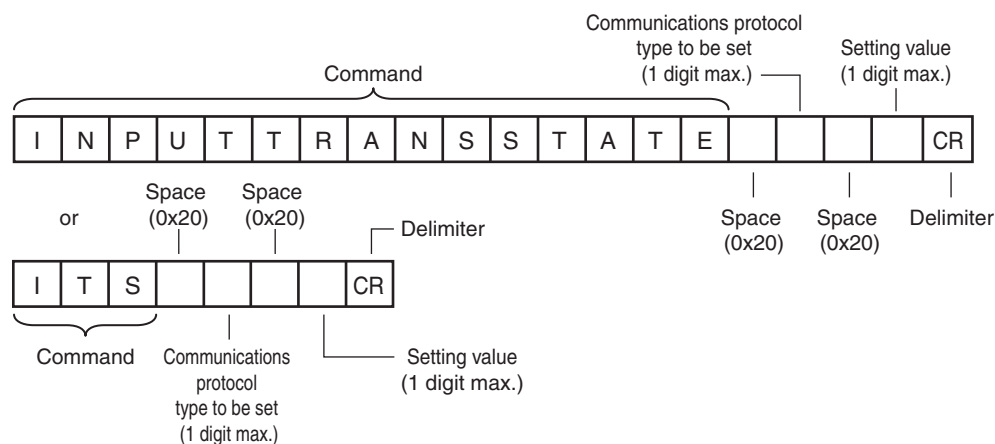 Communications protocol
type to be set
(1 digit max.)
Setting value
(1 digit max.)
Command
I N P U T T R A N S S T A T E CR
Space
(0x20)
Space
(0x20)
Delimiter
or
Space
(0x20)
Space
(0x20)
Delimiter
I T S CR
Command
Communications
protocol
type to be set
(1 digit max.)
Setting value
(1 digit max.)